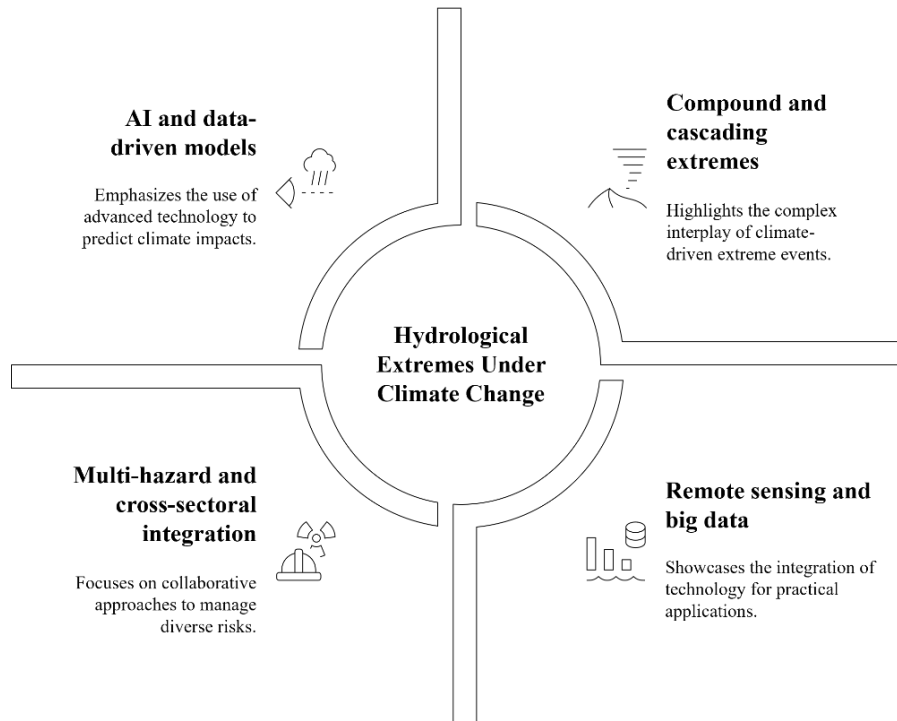 AI and data-
driven models
Emphasizes the use of
advanced technology to
predict climate impacts.
Compound and
cascading
extremes
Highlights the complex
interplay of climate-
driven extreme events.
Hydrological
Extremes Under
Climate Change
Multi-hazard and
cross-sectoral
integration
Focuses on collaborative
approaches to manage
diverse risks.
Remote sensing and
big data
Showcases the integration of
technology for practical
applications.